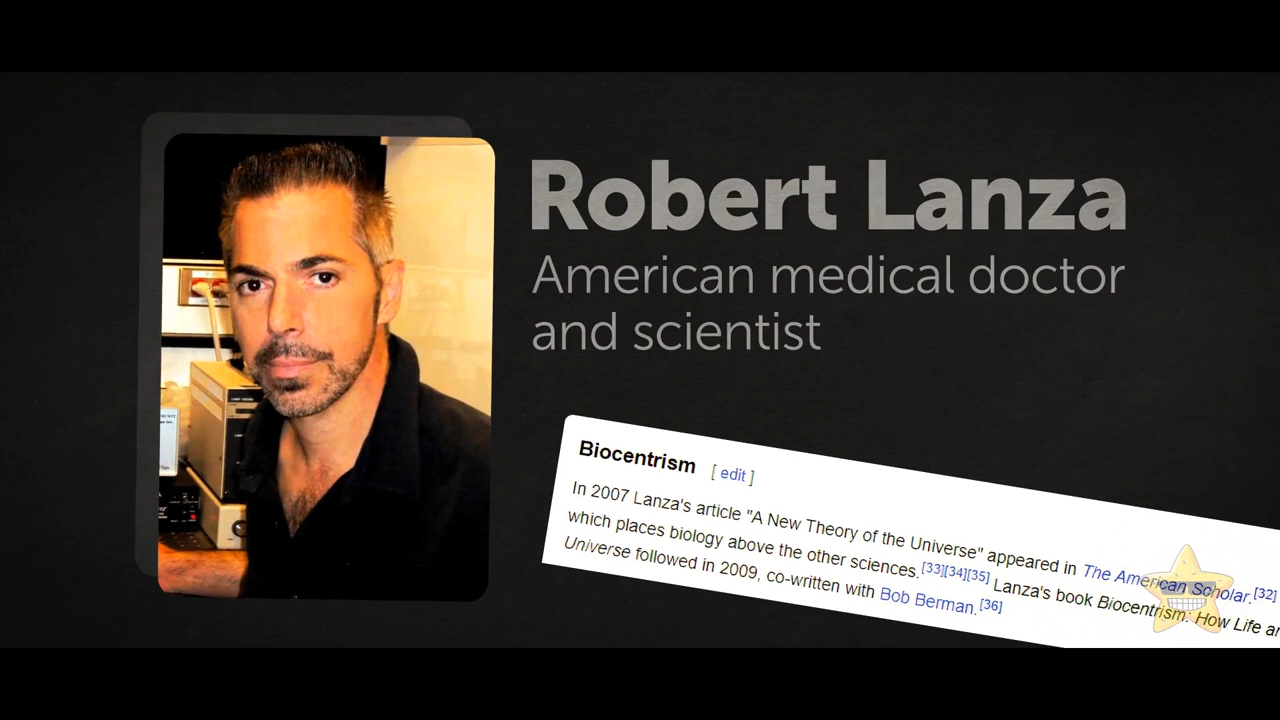 Robert Lanza
American medical doctor
and scientist
Biocentrism [ edit ]
In 2007 Lanza's article "A New Theory of the Universe" appeared in The American Scholar.[32]
which places biology above the other sciences.[33][34][35] Lanza's book Biocentrism: How Life
Universe followed in 2009, co-written with Bob Berman.[36]